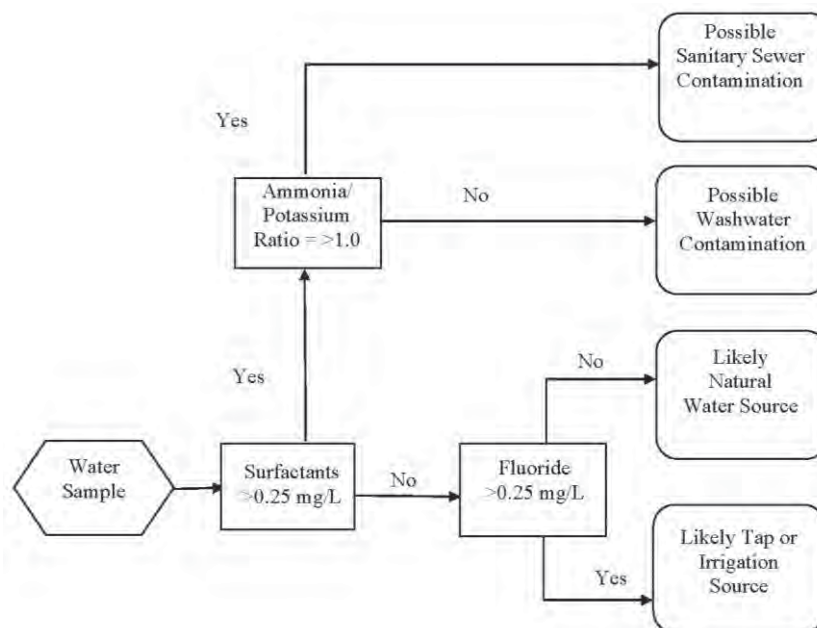 Possible
Sanitary Sewer
Contamination
Yes
Ammonia/
Potassium
Ratio = >1.0
No
Possible
Washwater
Contamination
Yes
No
Likely
Natural
Water Source
Water
Sample
Surfactants
>0.25 mg/L
No
Fluoride
>0.25 mg/L
Yes
Likely Tap or
Irrigation
Source